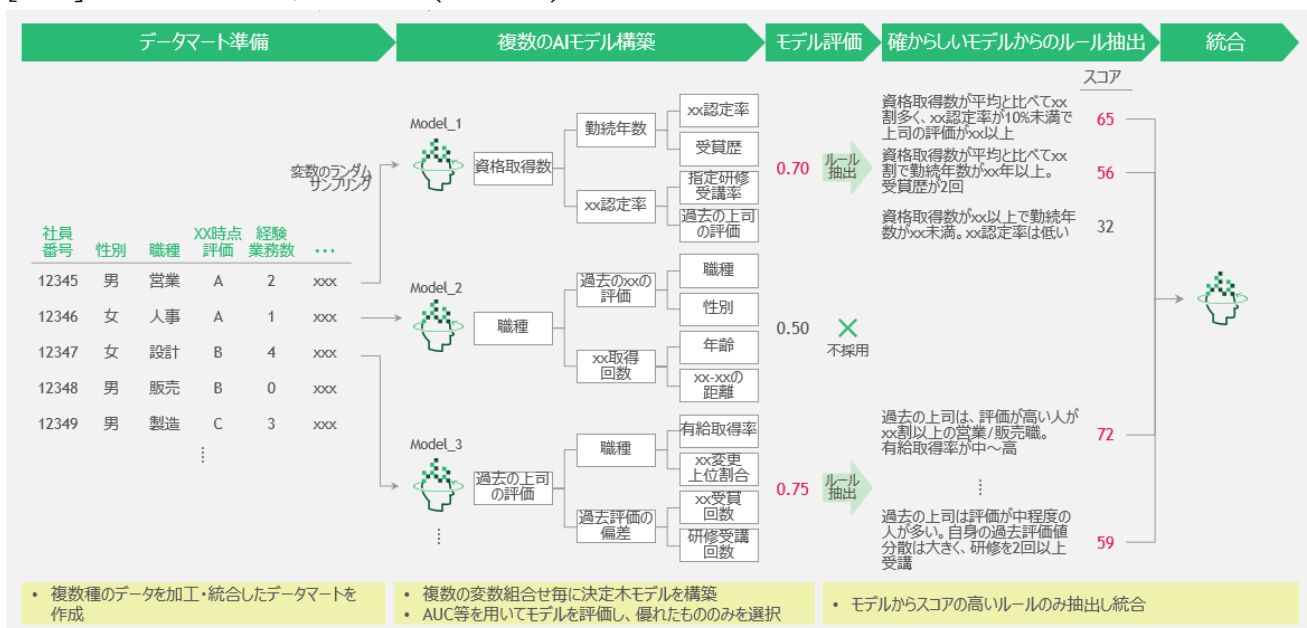 データマート準備
複数のAIモデル構築
モデル評価
確からしいモデルからのルール抽出
統合
スコア
変数のランダム
サンプリング
社員
番号
性別
職種
XX時点
評価
経験
業務数
…
12345 男 営業 A 2 xxx
12346 女 人事 A 1 xxx
12347 女 設計 B 4 xxx
12348 男 販売 B 0 xxx
12349 男 製造 C 3 xxx
Model_1
資格取得数
勤続年数
xx認定率
xx認定率
受賞歴
指定研修
受講率
過去の上司
の評価
0.70
ルール
抽出
資格取得数が平均と比べてxx
割多く、xx認定率が10%未満で
上司の評価がxx以上
65
資格取得数が平均と比べてxx
割で勤続年数がxx年以上。
受賞歴が2回
56
資格取得数がxx以上で勤続年
数がxx未満。xx認定率は低い
32
Model_2
職種
過去のxxの
評価
xx取得
回数
職種
性別
年齢
xx-xxの
距離
0.50
不採用
Model_3
過去の上司
の評価
職種
過去評価の
偏差
有給取得率
xx変更
上位割合
xx受賞
回数
研修受講
回数
0.75
ルール
抽出
過去の上司は、評価が高い人が
xx割以上の営業/販売職。
有給取得率が中～高
72
過去の上司は評価が中程度の
人が多い。自身の過去評価値
分散は大きく、研修を2回以上
受講
59
• 複数種のデータを加工・統合したデータマートを
作成
• 複数の変数組合せ毎に決定木モデルを構築
• AUC等を用いてモデルを評価し、優れたもののみを選択
• モデルからスコアの高いルールのみ抽出し統合